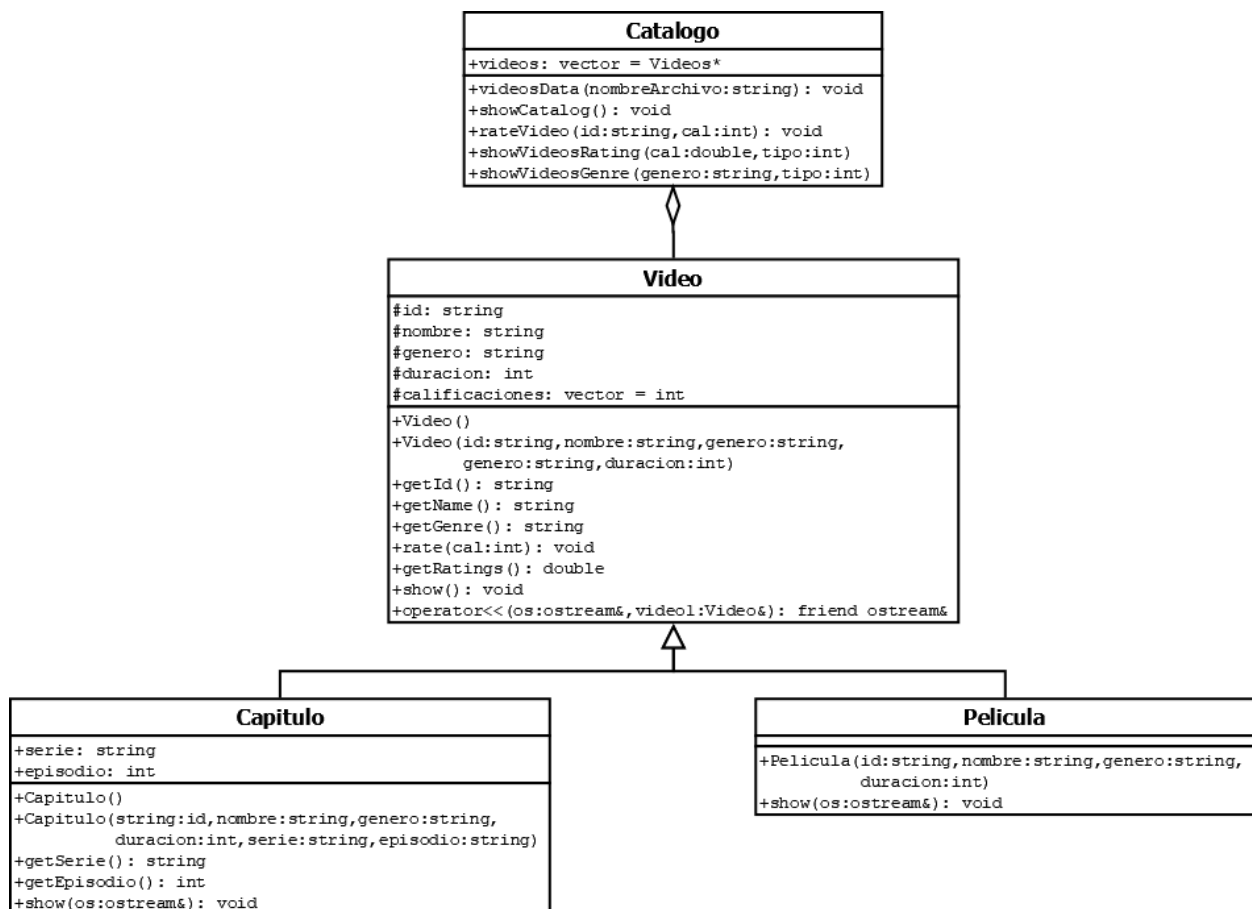 Catalogo
+videos: vector = Videos*
+videosData(nombreArchivo:string): void
+showCatalog(): void
+rateVideo(id:string,cal:int): void
+showVideosRating(cal:double,tipo:int)
+showVideosGenre(genero:string,tipo:int)
Video
#id: string
#nombre: string
#genero: string
#duracion: int
#calificaciones: vector = int
+Video()
+Video(id:string,nombre:string,genero:string,
genero:string,duracion:int)
+getId(): string
+getName(): string
+getGenre(): string
+rate(cal:int): void
+getRatings(): double
+show(): void
+operator<<(os:ostream&,video1:Video&): friend ostream&
Capitulo
+serie: string
+episodio: int
+Capitulo()
+Capitulo(string:id,nombre:string,genero:string,
duracion:int,serie:string,episodio:string)
+getSerie(): string
+getEpisodio(): int
+show(os:ostream&): void
Pelicula
+Pelicula(id:string,nombre:string,genero:string,
duracion:int)
+show(os:ostream&): void